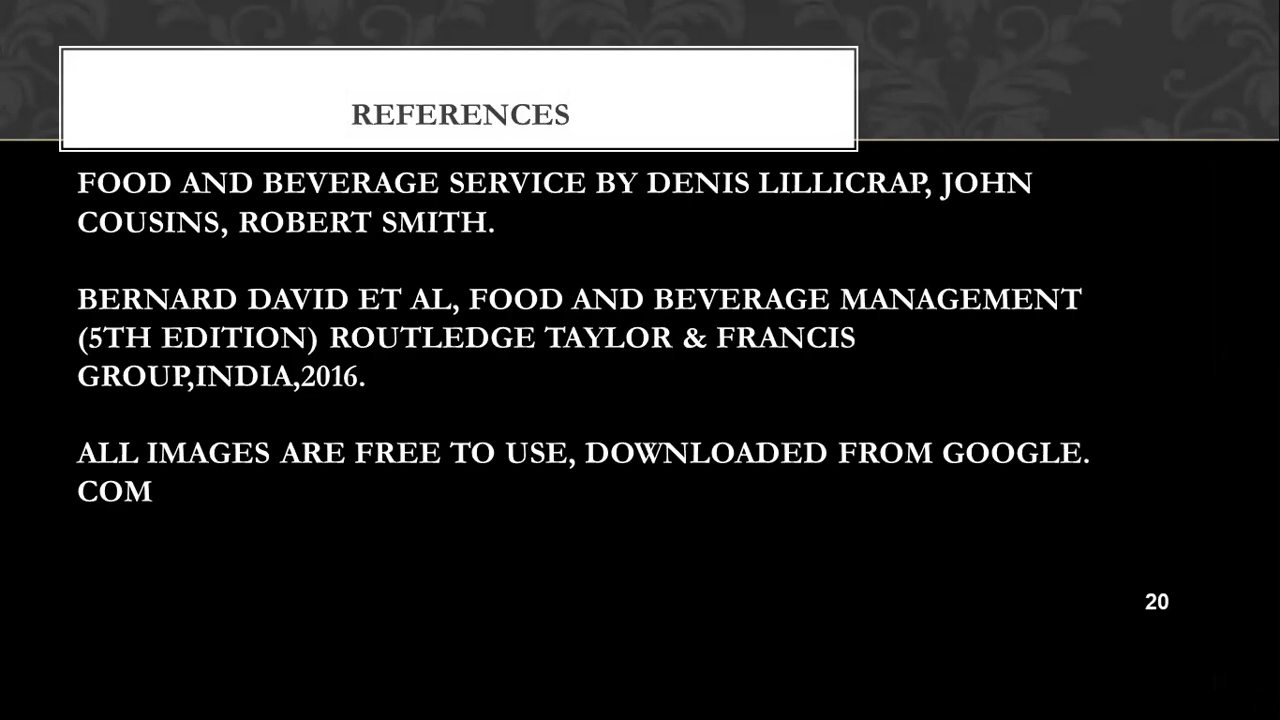 REFERENCES
FOOD AND BEVERAGE SERVICE BY DENIS LILLICRAP, JOHN
COUSINS, ROBERT SMITH.
BERNARD DAVID ET AL, FOOD AND BEVERAGE MANAGEMENT
(5TH EDITION) ROUTLEDGE TAYLOR & FRANCIS
GROUP,INDIA,2016.
ALL IMAGES ARE FREE TO USE, DOWNLOADED FROM GOOGLE.
COM
20